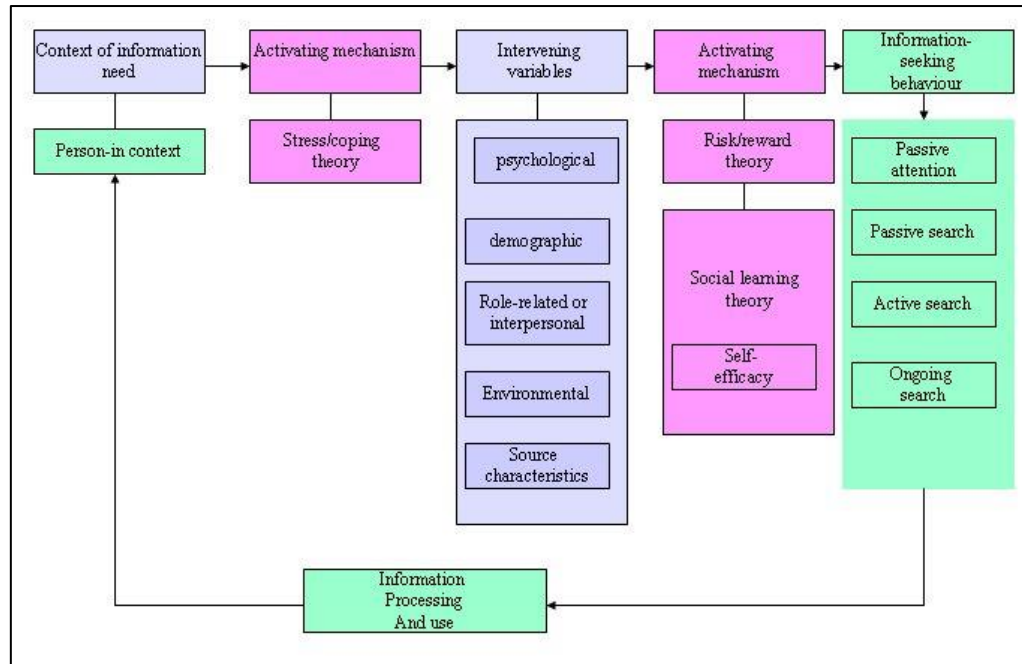 Context of information
need
Activating mechanism
Intervening
variables
Activating
mechanism
Information-
seeking
behaviour
Person-in context
Stress/coping
theory
psychological
demographic
Role-related or
interpersonal
Environmental
Source
characteristics
Risk/reward
theory
Social learning
theory
Self-
efficacy
Passive
attention
Passive search
Active search
Ongoing
search
Information
Processing
And use